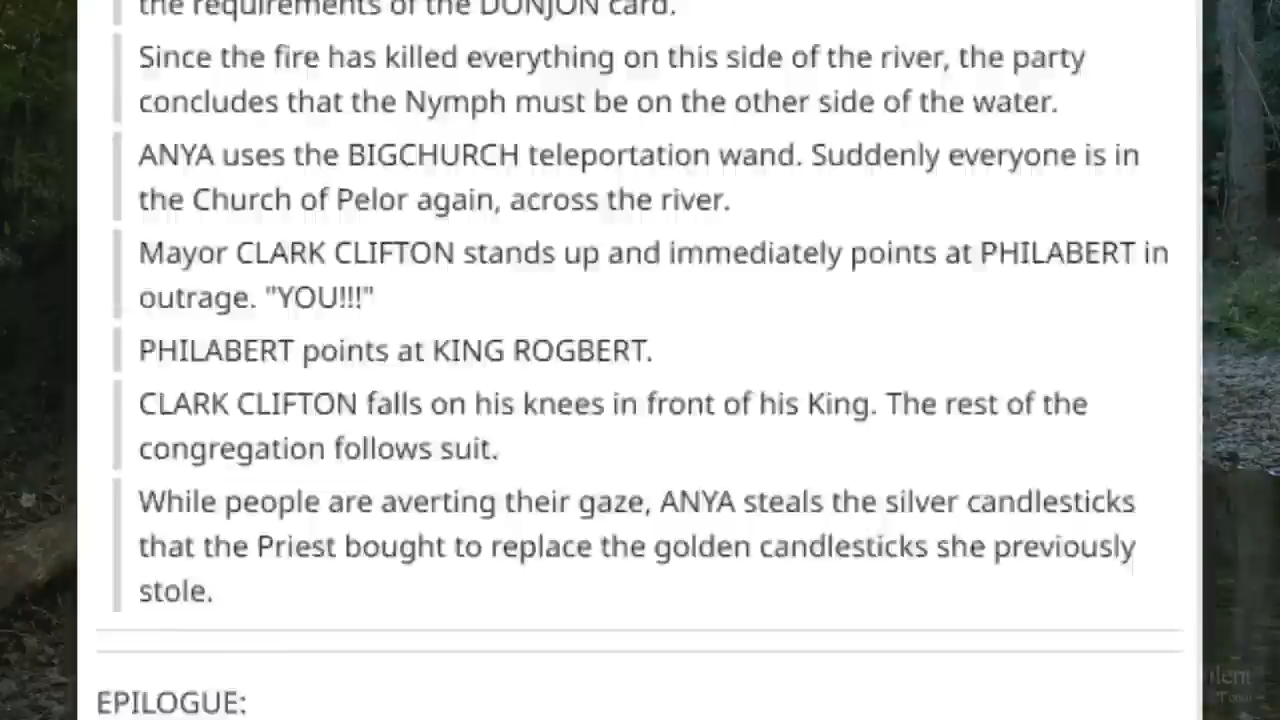 the requirements of the DONJON card.
Since the fire has killed everything on this side of the river, the party
concludes that the Nymph must be on the other side of the water.
ANYA uses the BIGCHURCH teleportation wand. Suddenly everyone is in
the Church of Pelor again, across the river.
Mayor CLARK CLIFTON stands up and immediately points at PHILABERT in
outrage. "YOU!!!"
PHILABERT points at KING ROGBERT.
CLARK CLIFTON falls on his knees in front of his King. The rest of the
congregation follows suit.
While people are averting their gaze, ANYA steals the silver candlesticks
that the Priest bought to replace the golden candlesticks she previously
stole.
EPILOGUE: